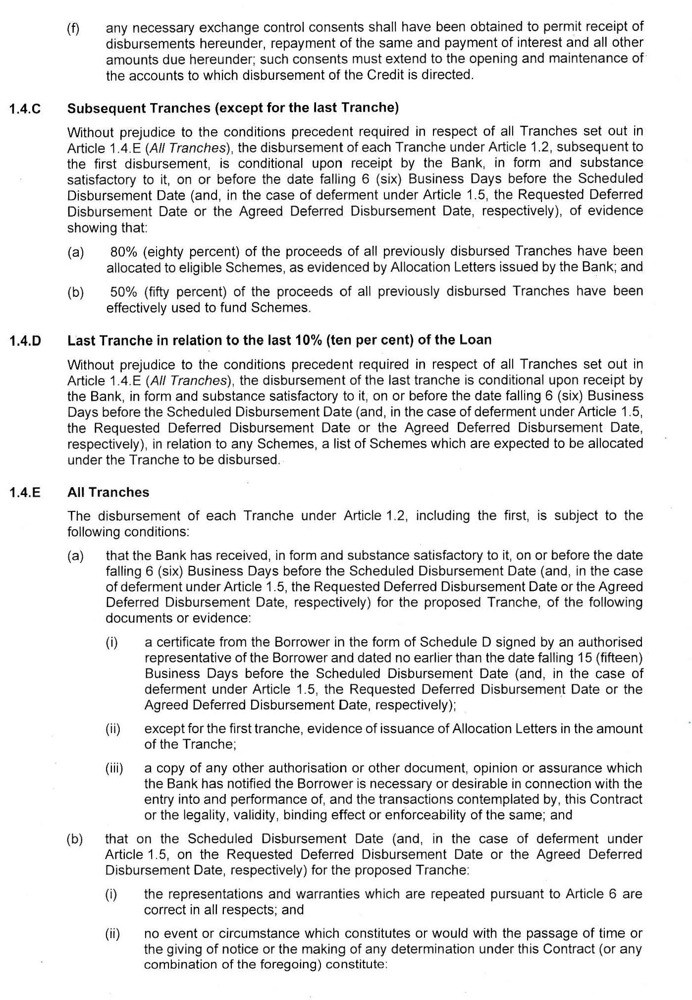 (f) any necessary exchange control consents shall have been obtained to permit receipt of
disbursements hereunder, repayment of the same and payment of interest and all other
amounts due hereunder; such consents must extend to the opening and maintenance of
the accounts to which disbursement of the Credit is directed.
1.4.C Subsequent Tranches (except for the last Tranche)
Without prejudice to the conditions precedent required in respect of all Tranches set out in
Article 1.4.E (All Tranches), the disbursement of each Tranche under Article 1.2, subsequent to
the first disbursement, is conditional upon receipt by the Bank, in form and substance
satisfactory to it, on or before the date falling 6 (six) Business Days before the Scheduled
Disbursement Date (and, in the case of deferment under Article 1.5, the Requested Deferred
Disbursement Date or the Agreed Deferred Disbursement Date, respectively), of evidence
showing that:
(a) 80% (eighty percent) of the proceeds of all previously disbursed Tranches have been
allocated to eligible Schemes, as evidenced by Allocation Letters issued by the Bank; and
(b) 50% (fifty percent) of the proceeds of all previously disbursed Tranches have been
effectively used to fund Schemes.
1.4.D Last Tranche in relation to the last 10% (ten per cent) of the Loan
Without prejudice to the conditions precedent required in respect of all Tranches set out in
Article 1.4.E (All Tranches), the disbursement of the last tranche is conditional upon receipt by
the Bank, in form and substance satisfactory to it, on or before the date falling 6 (six) Business
Days before the Scheduled Disbursement Date (and, in the case of deferment under Article 1.5,
the Requested Deferred Disbursement Date or the Agreed Deferred Disbursement Date,
respectively), in relation to any Schemes, a list of Schemes which are expected to be allocated
under the Tranche to be disbursed.
1.4.E All Tranches
The disbursement of each Tranche under Article 1.2, including the first, is subject to the
following conditions:
(a) that the Bank has received, in form and substance satisfactory to it, on or before the date
falling 6 (six) Business Days before the Scheduled Disbursement Date (and, in the case
of deferment under Article 1.5, the Requested Deferred Disbursement Date or the Agreed
Deferred Disbursement Date, respectively) for the proposed Tranche, of the following
documents or evidence:
(i) a certificate from the Borrower in the form of Schedule D signed by an authorised
representative of the Borrower and dated no earlier than the date falling 15 (fifteen)
Business Days before the Scheduled Disbursement Date (and, in the case of
deferment under Article 1.5, the Requested Deferred Disbursement Date or the
Agreed Deferred Disbursement Date, respectively);
(ii) except for the first tranche, evidence of issuance of Allocation Letters in the amount
of the Tranche;
(iii) a copy of any other authorisation or other document, opinion or assurance which
the Bank has notified the Borrower is necessary or desirable in connection with the
entry into and performance of, and the transactions contemplated by, this Contract
or the legality, validity, binding effect or enforceability of the same; and
(b) that on the Scheduled Disbursement Date (and, in the case of deferment under
Article 1.5, on the Requested Deferred Disbursement Date or the Agreed Deferred
Disbursement Date, respectively) for the proposed Tranche:
(i) the representations and warranties which are repeated pursuant to Article 6 are
correct in all respects; and
(ii) no event or circumstance which constitutes or would with the passage of time or
the giving of notice or the making of any determination under this Contract (or any
combination of the foregoing) constitute: